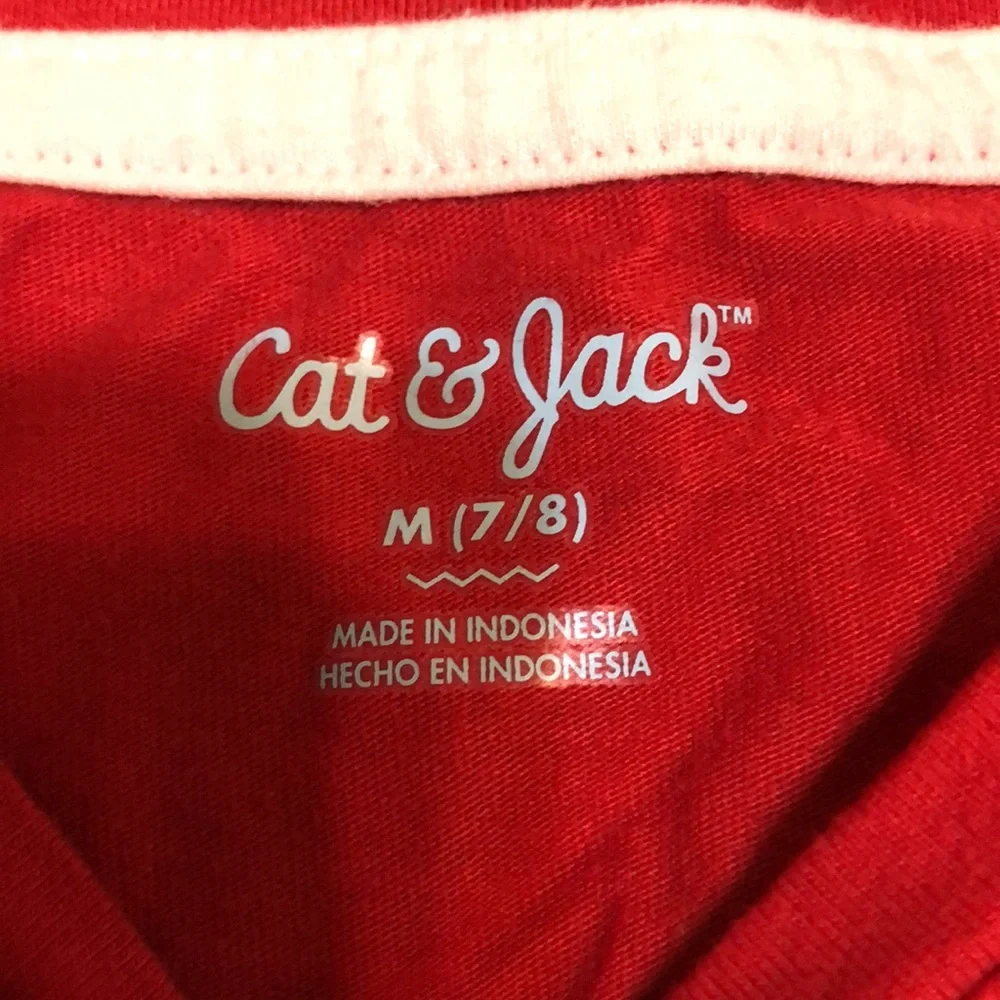 Cat & Jack™
M (7/8)
MADE IN INDONESIA
HECHO EN INDONESIA